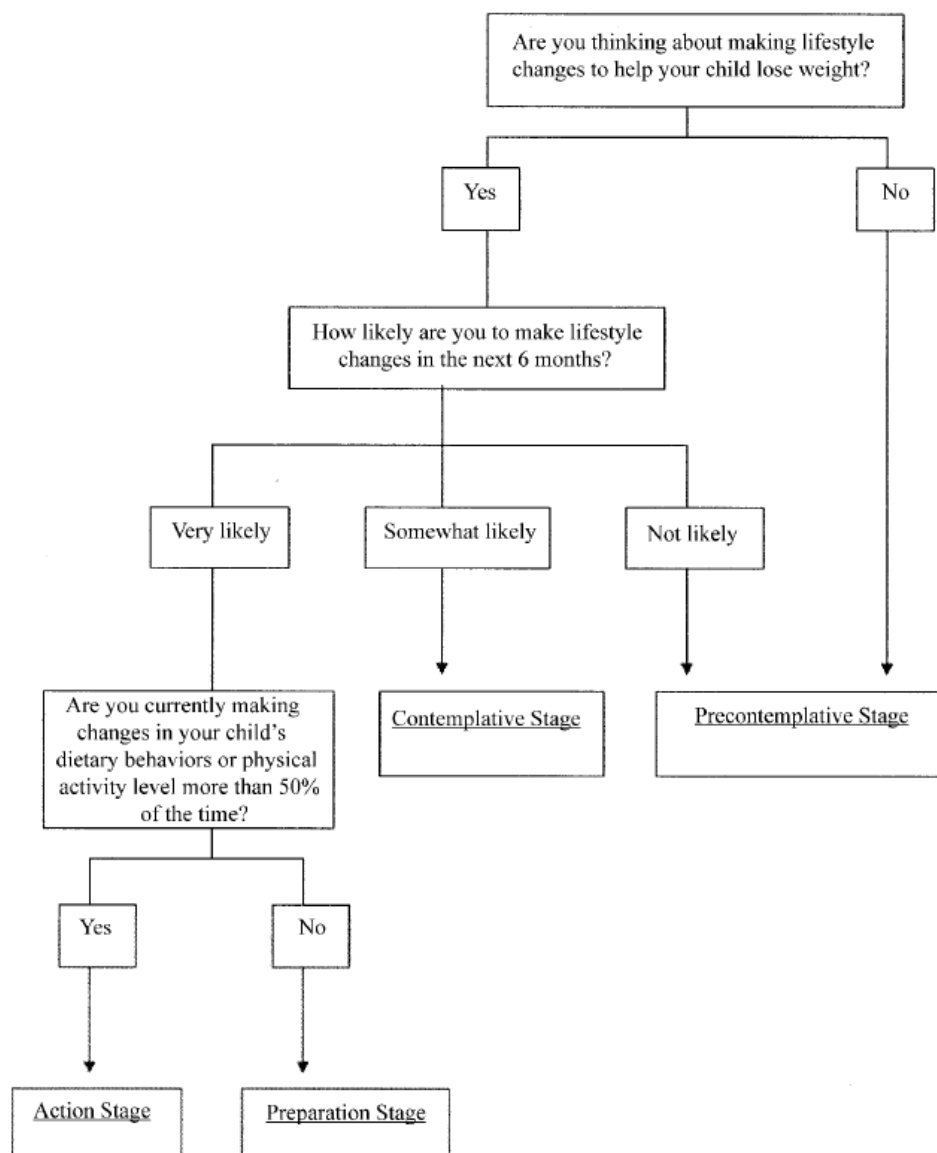 Are you thinking about making lifestyle
changes to help your child lose weight?
Yes
No
How likely are you to make lifestyle
changes in the next 6 months?
Very likely
Somewhat likely
Not likely
Are you currently making
changes in your child's
dietary behaviors or physical
activity level more than 50%
of the time?
Contemplative Stage
Precontemplative Stage
Yes
No
Action Stage
Preparation Stage